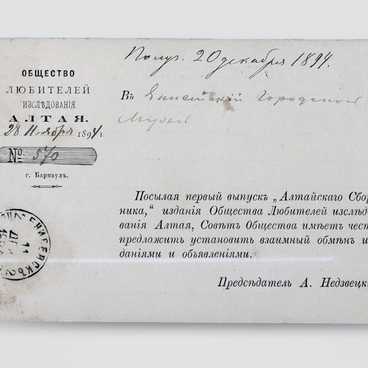 Получ. 20 декабря 1894.
ОБЩЕСТВО
ЛЮБИТЕЛЕЙ
ИЗСЛѢДОВАНІЯ
АЛТАЯ.
28 Ноября 1894 г.
№ 570
г. Барнаулъ.
Въ Енисейскій Городской
Музей
Посылая первый выпускъ „Алтайскаго Сбор
ника,“ изданія Общества Любителей изслѣд
ванія Алтая, Совѣтъ Общества имѣетъ чест
предложить установить взаимный обмѣнъ и
даніями и объявленіями.
Предсѣдатель А. Недзвецк
ЕНИСЕЙСКЪ
11